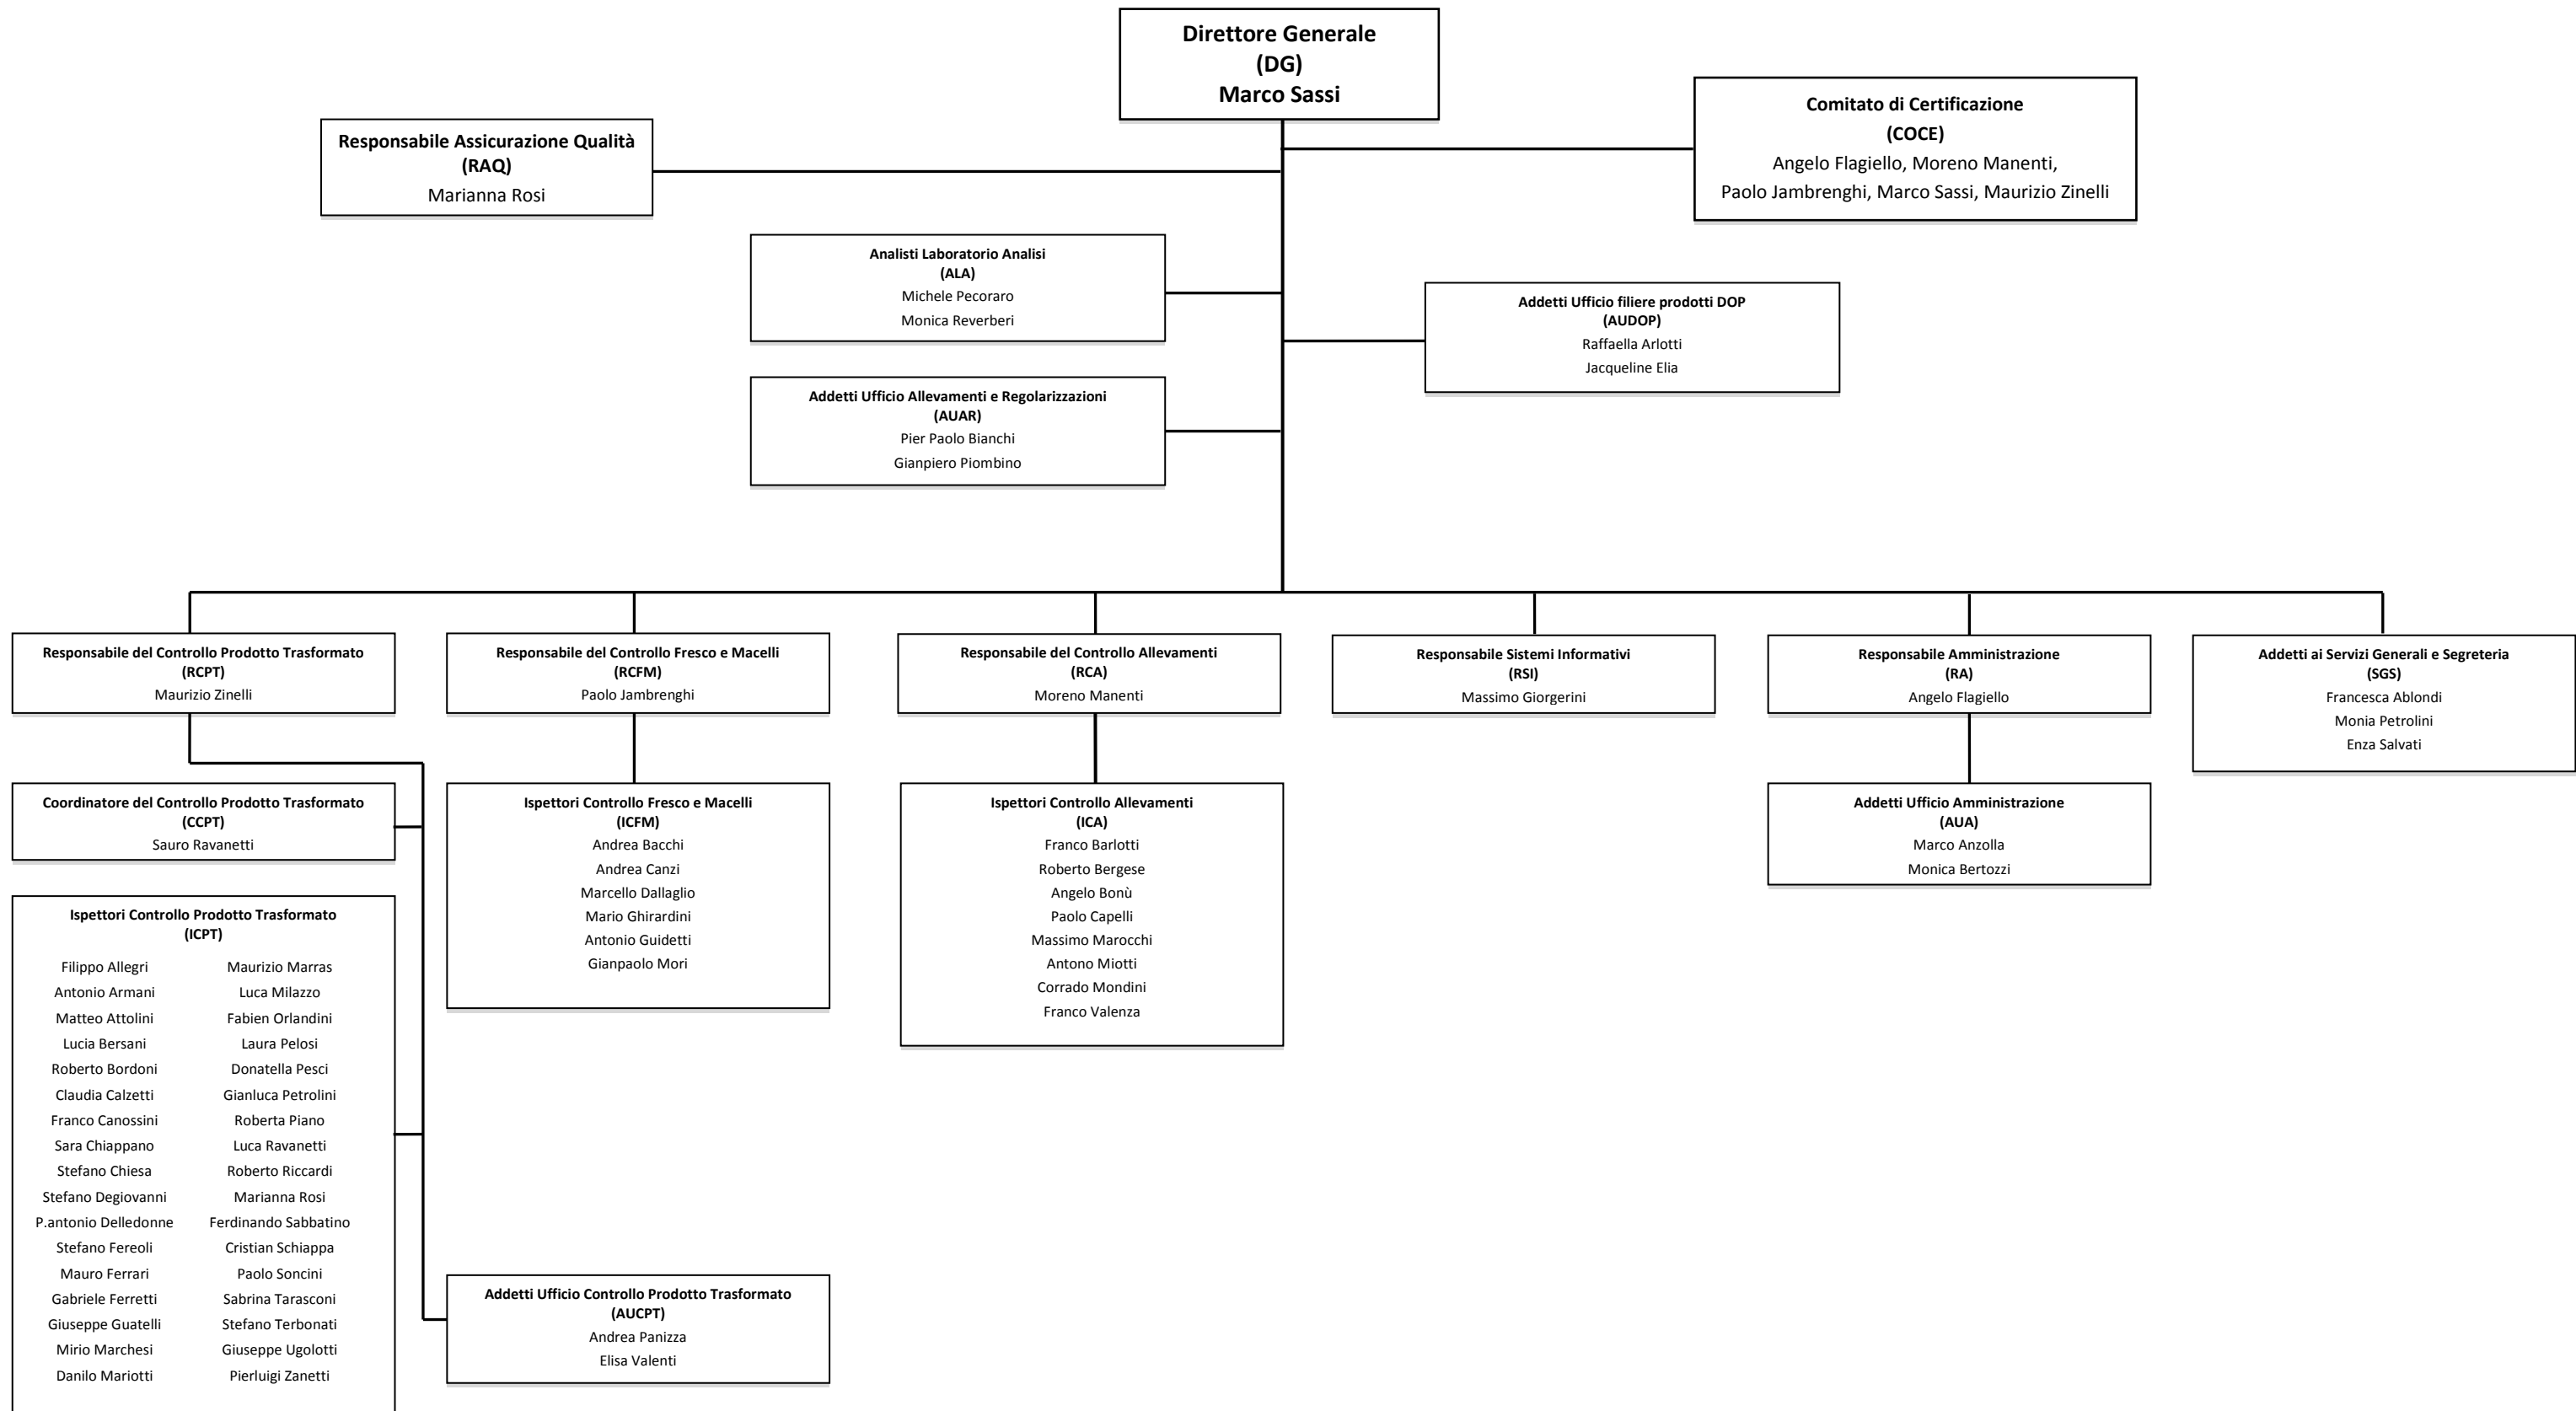 Direttore Generale
(DG)
Marco Sassi
Comitato di Certificazione
(COCE)
Angelo Flagiello, Moreno Manenti,
Paolo Jambrenghi, Marco Sassi, Maurizio Zinelli
Responsabile Assicurazione Qualità
(RAQ)
Marianna Rosi
Analisti Laboratorio Analisi
(ALA)
Michele Pecoraro
Monica Reverberi
Addetti Ufficio filiere prodotti DOP
(AUDOP)
Raffaella Arlotti
Jacqueline Elia
Addetti Ufficio Allevamenti e Regolarizzazioni
(AUAR)
Pier Paolo Bianchi
Gianpiero Piombino
Responsabile del Controllo Prodotto Trasformato
(RCPT)
Maurizio Zinelli
Responsabile del Controllo Fresco e Macelli
(RCFM)
Paolo Jambrenghi
Responsabile del Controllo Allevamenti
(RCA)
Moreno Manenti
Responsabile Sistemi Informativi
(RSI)
Massimo Giorgerini
Responsabile Amministrazione
(RA)
Angelo Flagiello
Addetti ai Servizi Generali e Segreteria
(SGS)
Francesca Ablondi
Monia Petrolini
Enza Salvati
Coordinatore del Controllo Prodotto Trasformato
(CCPT)
Sauro Ravanetti
Ispettori Controllo Fresco e Macelli
(ICFM)
Andrea Bacchi
Andrea Canzi
Marcello Dallaglio
Mario Ghirardini
Antonio Guidetti
Gianpaolo Mori
Ispettori Controllo Allevamenti
(ICA)
Franco Barlotti
Roberto Bergese
Angelo Bonù
Paolo Capelli
Massimo Marocchi
Antono Miotti
Corrado Mondini
Franco Valenza
Addetti Ufficio Amministrazione
(AUA)
Marco Anzolla
Monica Bertozzi
Ispettori Controllo Prodotto Trasformato
(ICPT)
Filippo Allegri Maurizio Marras
Antonio Armani Luca Milazzo
Matteo Attolini Fabien Orlandini
Lucia Bersani Laura Pelosi
Roberto Bordoni Donatella Pesci
Claudia Calzetti Gianluca Petrolini
Franco Canossini Roberta Piano
Sara Chiappano Luca Ravanetti
Stefano Chiesa Roberto Riccardi
Stefano Degiovanni Marianna Rosi
P.antonio Delledonne Ferdinando Sabbatino
Stefano Fereoli Cristian Schiappa
Mauro Ferrari Paolo Soncini
Gabriele Ferretti Sabrina Tarasconi
Giuseppe Guatelli Stefano Terbonati
Mirio Marchesi Giuseppe Ugolotti
Danilo Mariotti Pierluigi Zanetti
Addetti Ufficio Controllo Prodotto Trasformato
(AUCPT)
Andrea Panizza
Elisa Valenti